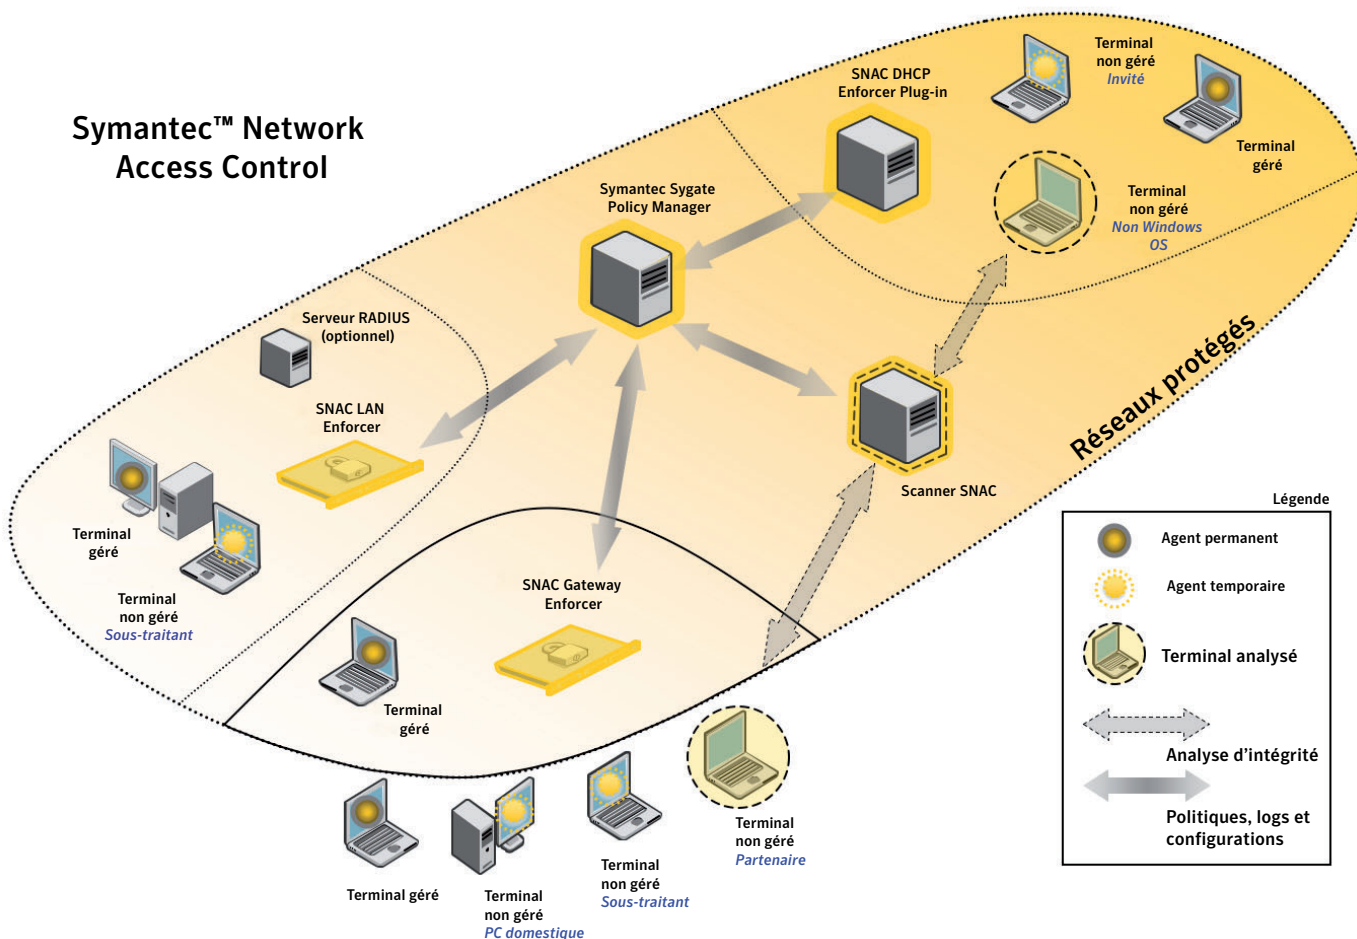 Symantec™ Network
Access Control
SNAC DHCP
Enforcer Plug-in
Terminal
non géré
Invité
Terminal
géré
Terminal
non géré
Non Windows
OS
Symantec Sygate
Policy Manager
Serveur RADIUS
(optionnel)
SNAC LAN
Enforcer
Terminal
géré
Terminal
non géré
Sous-traitant
Scanner SNAC
Réseaux protégés
SNAC Gateway
Enforcer
Terminal
géré
Terminal géré
Terminal
non géré
PC domestique
Terminal
non géré
Sous-traitant
Terminal
non géré
Partenaire
Légende
Agent permanent
Agent temporaire
Terminal analysé
Analyse d’intégrité
Politiques, logs et
configurations